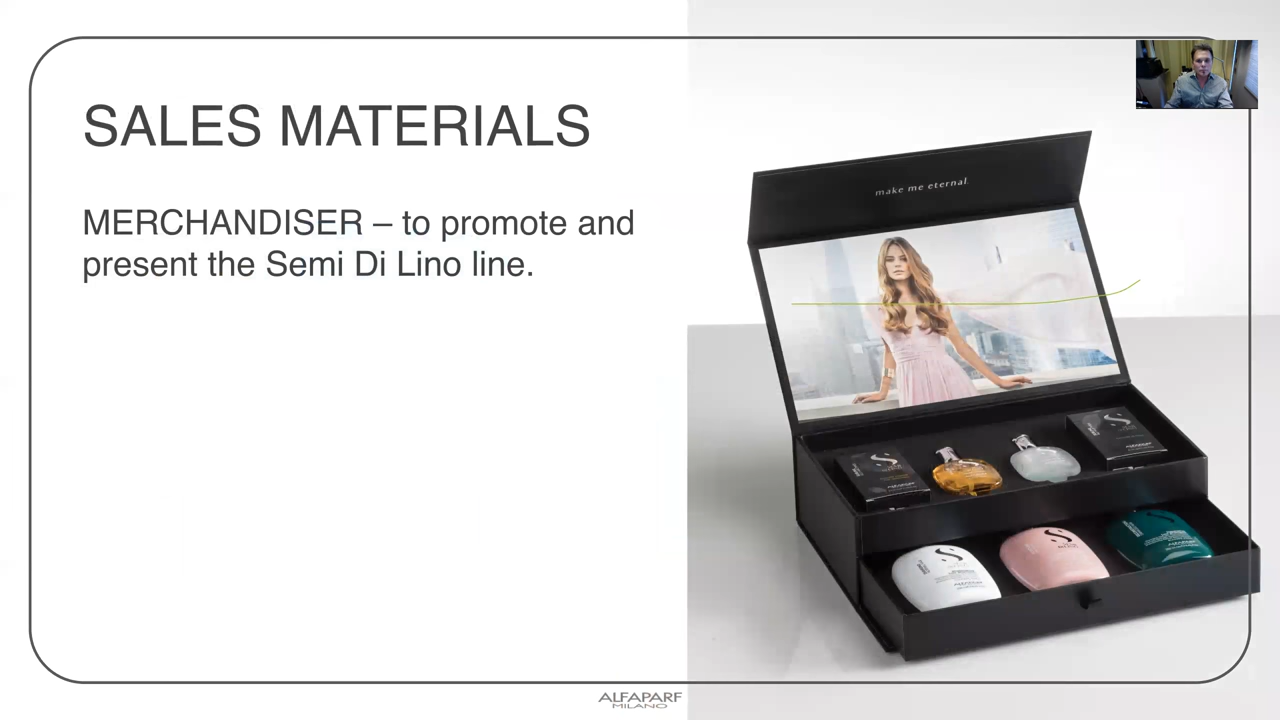 SALES MATERIALS
MERCHANDISER – to promote and
present the Semi Di Lino line.
make me eternal.
ALFAPARF
MILANO